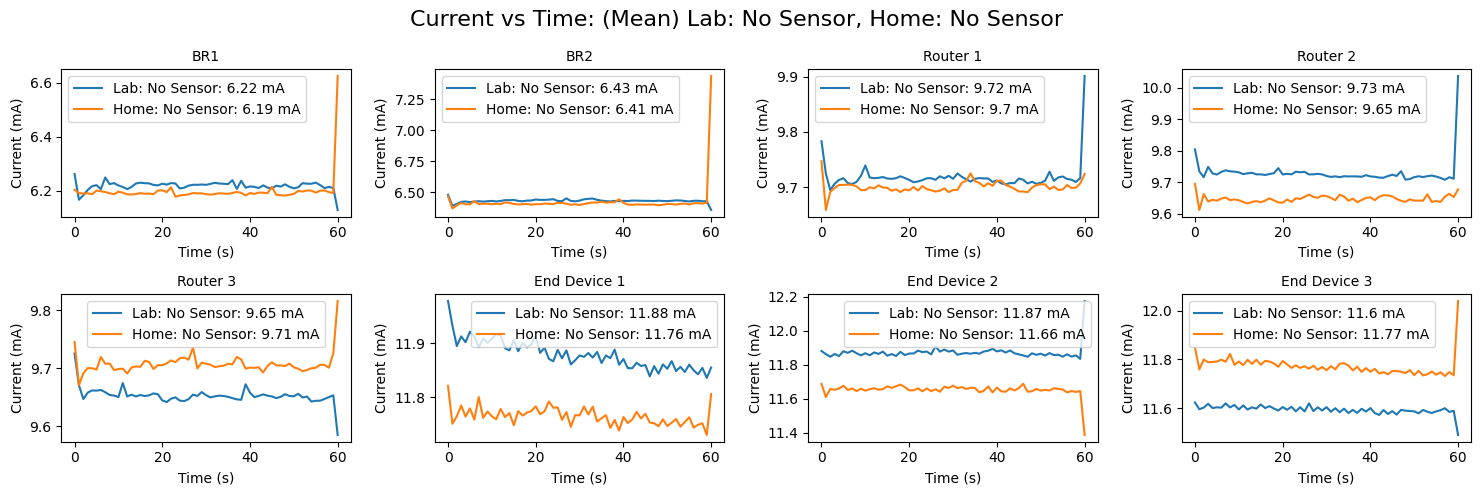 Current vs Time: (Mean) Lab: No Sensor, Home: No Sensor
BR1
Current (mA)
6.6
6.4
6.2
Lab: No Sensor: 6.22 mA
Home: No Sensor: 6.19 mA
0 20 40 60
Time (s)
BR2
Current (mA)
7.25
7.00
6.75
6.50
Lab: No Sensor: 6.43 mA
Home: No Sensor: 6.41 mA
0 20 40 60
Time (s)
Router 1
Current (mA)
9.9
9.8
9.7
Lab: No Sensor: 9.72 mA
Home: No Sensor: 9.7 mA
0 20 40 60
Time (s)
Router 2
Current (mA)
10.0
9.9
9.8
9.7
9.6
Lab: No Sensor: 9.73 mA
Home: No Sensor: 9.65 mA
0 20 40 60
Time (s)
Router 3
Current (mA)
9.8
9.7
9.6
Lab: No Sensor: 9.65 mA
Home: No Sensor: 9.71 mA
0 20 40 60
Time (s)
End Device 1
Current (mA)
11.9
11.8
Lab: No Sensor: 11.88 mA
Home: No Sensor: 11.76 mA
0 20 40 60
Time (s)
End Device 2
Current (mA)
12.2
12.0
11.8
11.6
11.4
Lab: No Sensor: 11.87 mA
Home: No Sensor: 11.66 mA
0 20 40 60
Time (s)
End Device 3
Current (mA)
12.0
11.8
11.6
Lab: No Sensor: 11.6 mA
Home: No Sensor: 11.77 mA
0 20 40 60
Time (s)